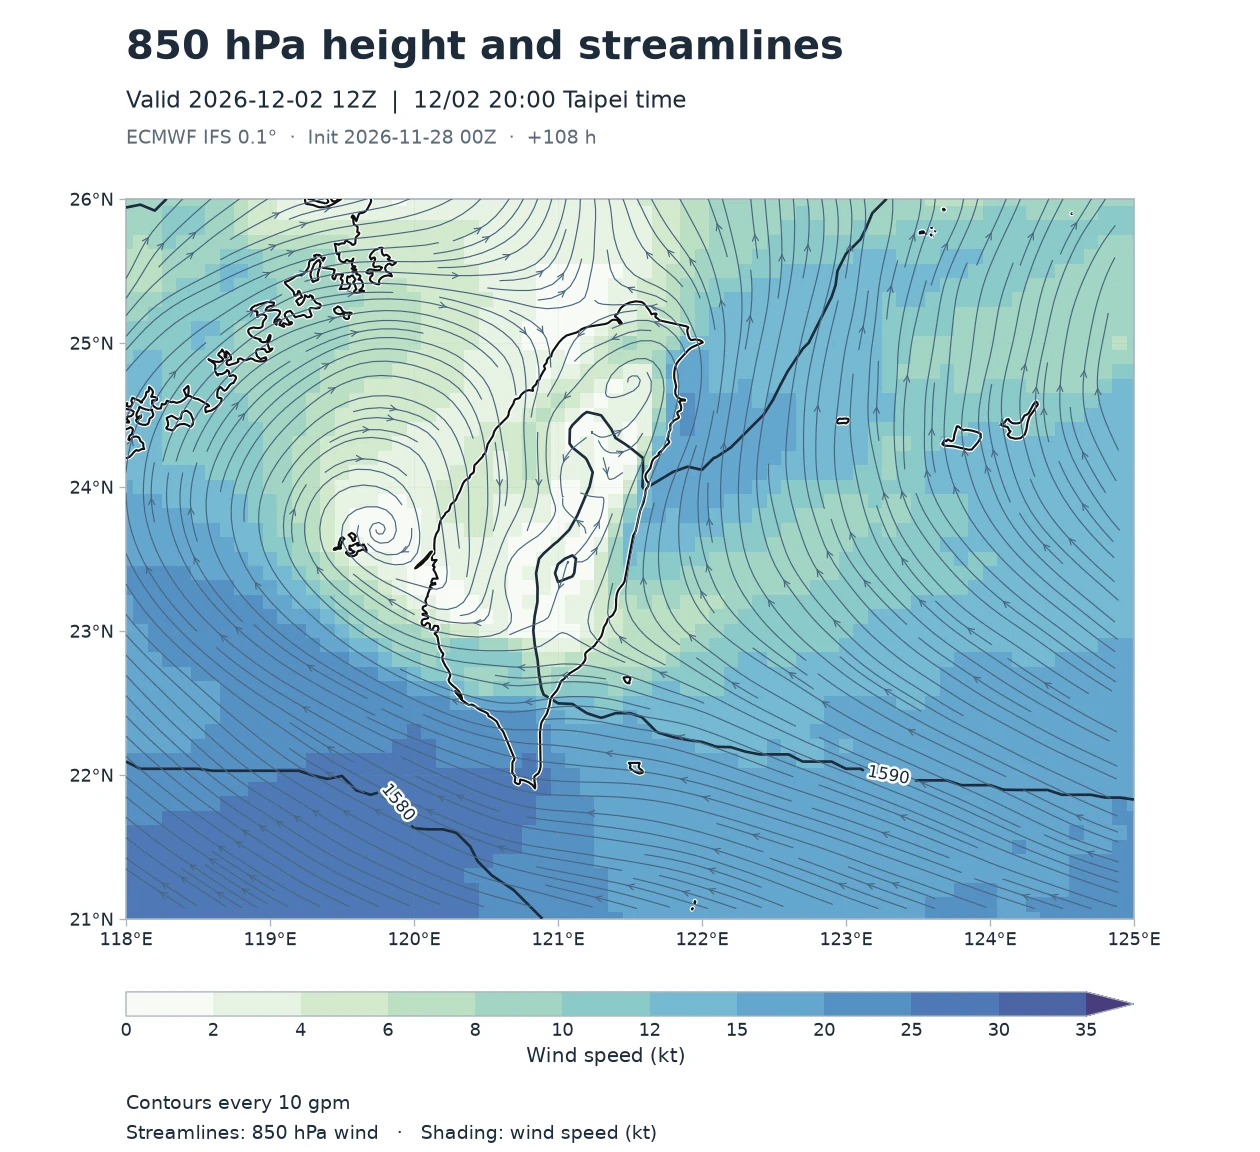 850 hPa height and streamlines
Valid 2026-12-02 12Z | 12/02 20:00 Taipei time
ECMWF IFS 0.1° · Init 2026-11-28 00Z · +108 h
26°N
25°N
24°N
23°N
22°N
21°N
1590
1580
118°E 119°E 120°E 121°E 122°E 123°E 124°E 125°E
0 2 4 6 8 10 12 15 20 25 30 35
Wind speed (kt)
Contours every 10 gpm
Streamlines: 850 hPa wind · Shading: wind speed (kt)